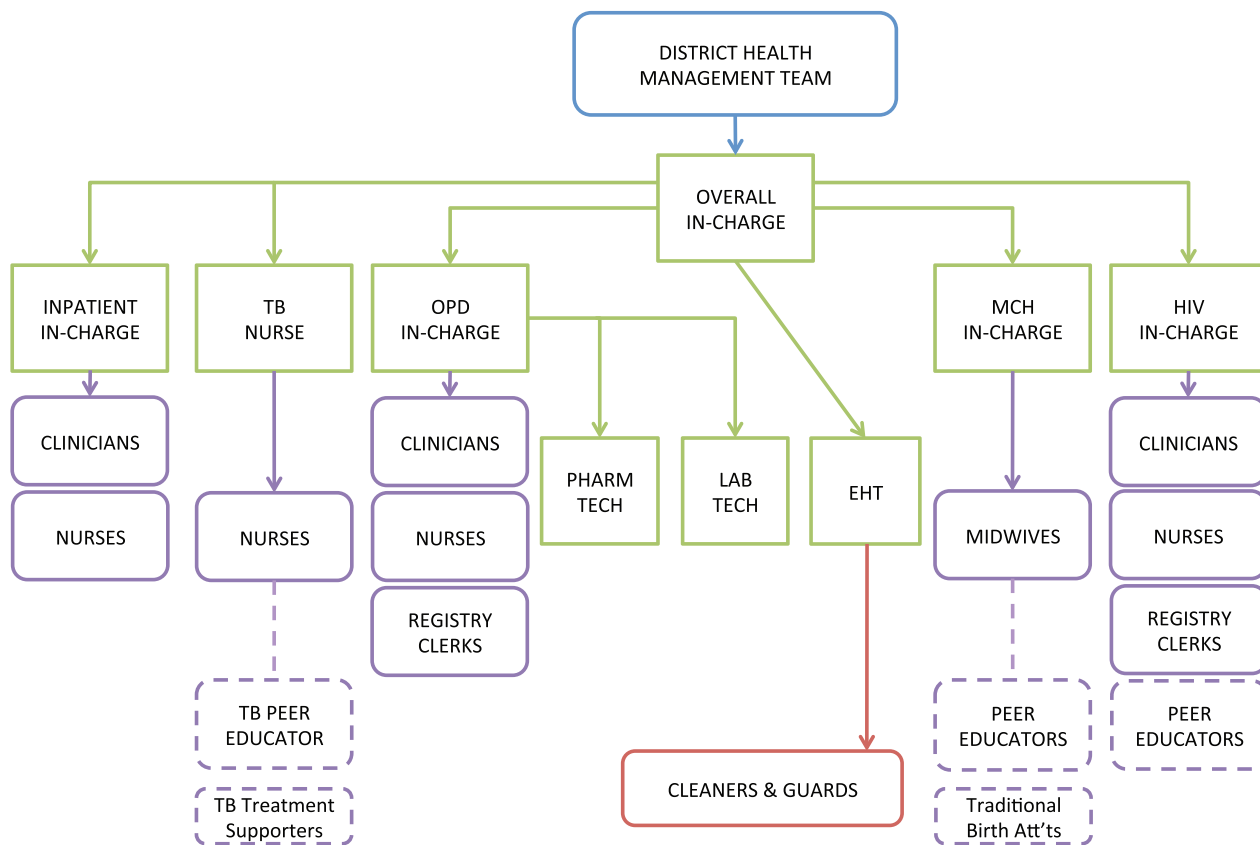 DISTRICT HEALTH
MANAGEMENT TEAM
OVERALL
IN-CHARGE
INPATIENT
IN-CHARGE
TB
NURSE
OPD
IN-CHARGE
MCH
IN-CHARGE
HIV
IN-CHARGE
CLINICIANS
NURSES
NURSES
TB PEER
EDUCATOR
TB Treatment
Supporters
CLINICIANS
NURSES
REGISTRY
CLERKS
PHARM
TECH
LAB
TECH
EHT
CLEANERS & GUARDS
MIDWIVES
PEER
EDUCATORS
Traditional
Birth Att'ts
CLINICIANS
NURSES
REGISTRY
CLERKS
PEER
EDUCATORS